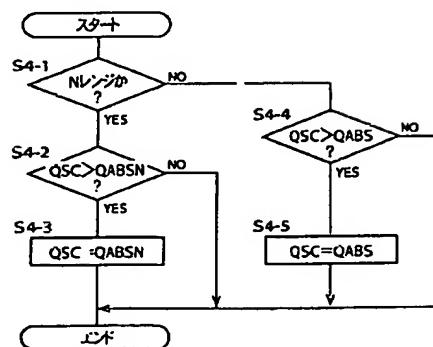 スタート
S4-1
Nレンジか
?
NO
YES
S4-2
QSC>QABSN
?
NO
YES
S4-3
QSC=QABSN
S4-4
QSC>QABS
?
NO
YES
S4-5
QSC=QABS
エンド